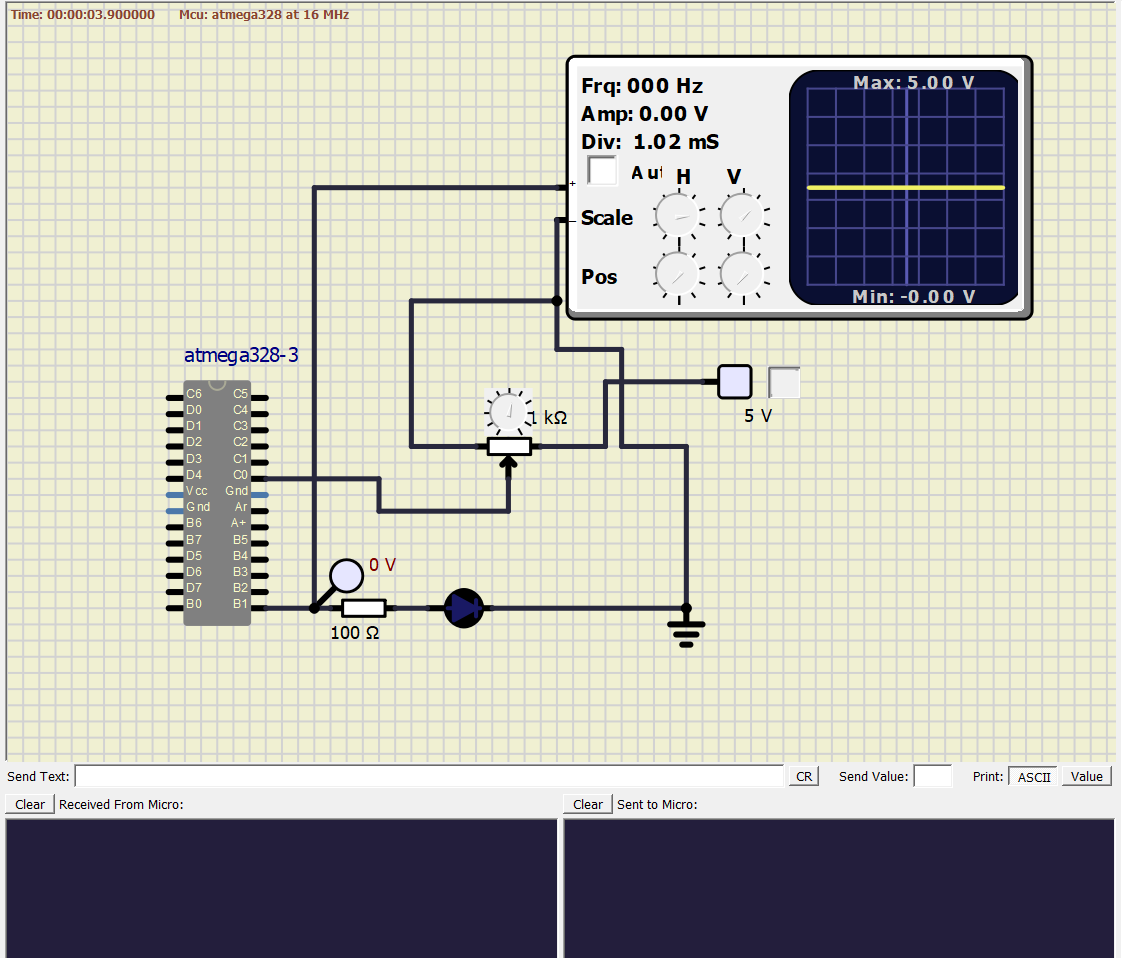 Time: 00:00:03.900000 Mcu: atmega328 at 16 MHz
Max: 5.00 V
Frq: 000 Hz
Amp: 0.00 V
Div: 1.02 mS
Aut H V
+
Scale
−
Pos
Min: -0.00 V
atmega328-3
C6 C5
D0 C4
D1 C3
D2 C2
D3 C1
D4 C0
Vcc Gnd
Gnd Ar
B6 A+
B7 B5
D5 B4
D6 B3
D7 B2
B0 B1
1 kΩ
5 V
0 V
100 Ω
Send Text: CR Send Value: Print: ASCII Value
Clear Received From Micro: Clear Sent to Micro: